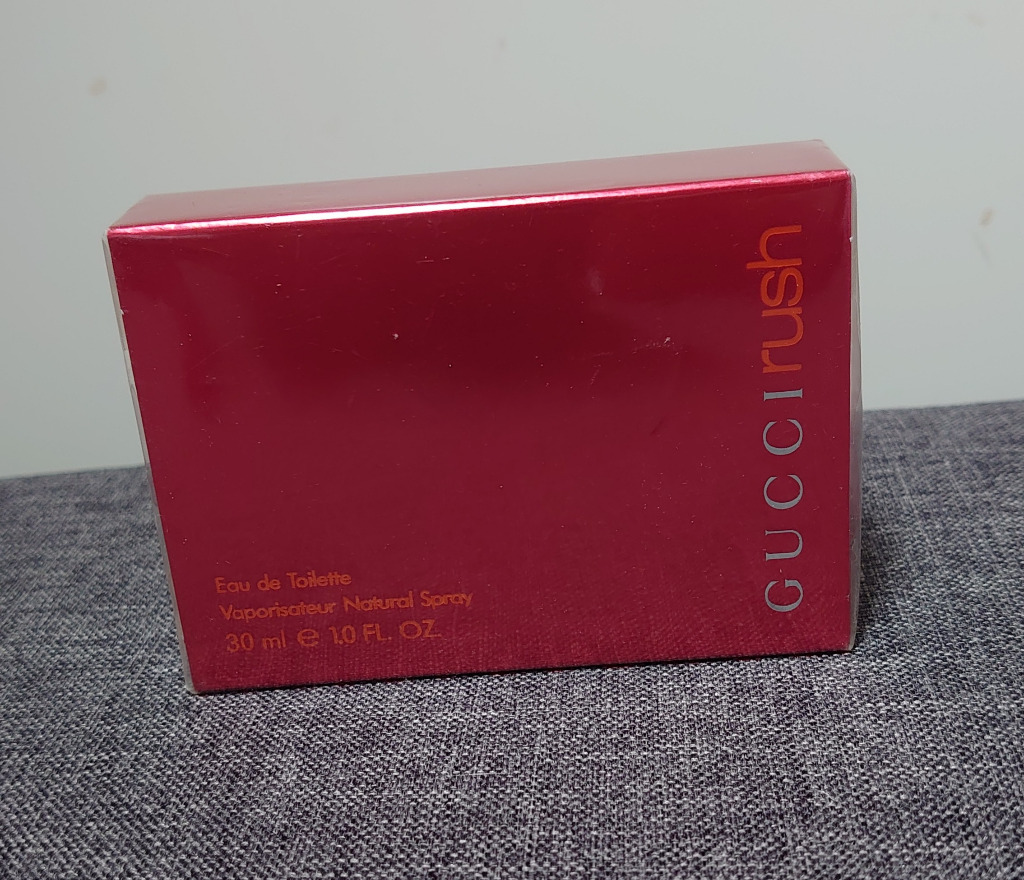 GUCCI rush
Eau de Toilette
Vaporisateur Natural Spray
30 ml e 1.0 FL. OZ.